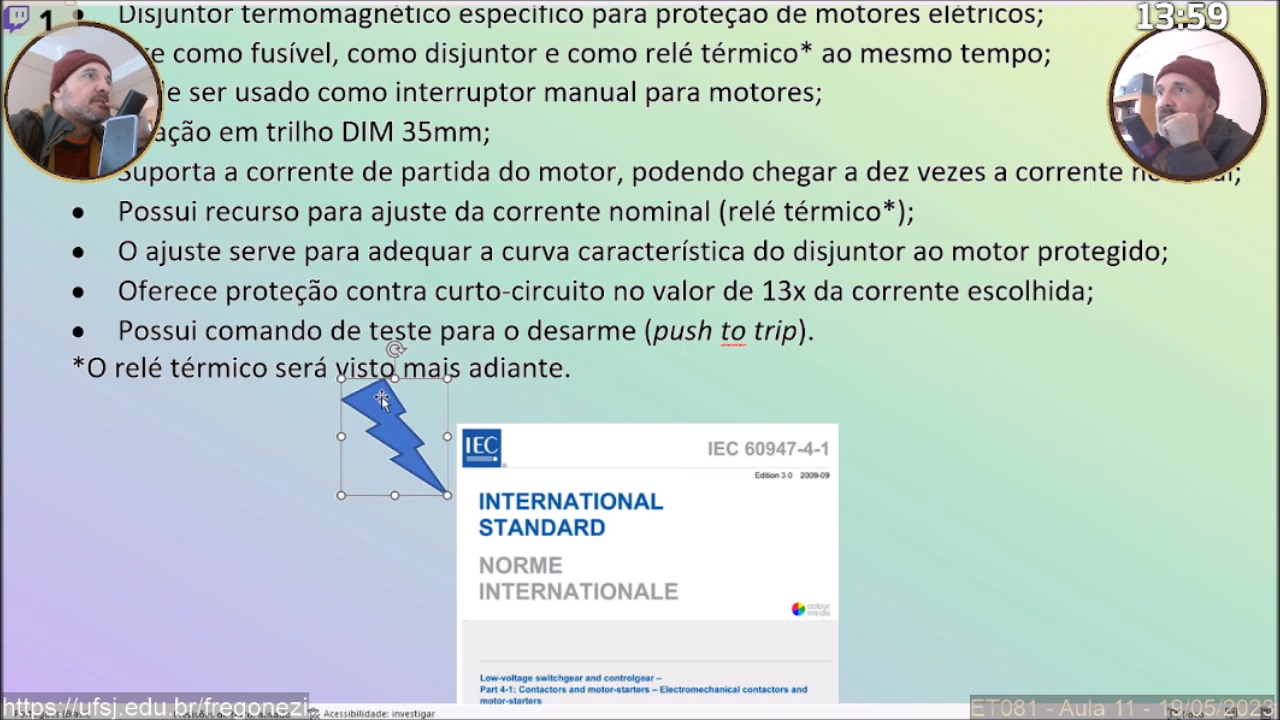 Disjuntor termomagnético específico para proteção de motores elétricos;
13:59
1
como fusível, como disjuntor e como relé térmico* ao mesmo tempo;
ser usado como interruptor manual para motores;
em trilho DIM 35mm;
Suporta a corrente de partida do motor, podendo chegar a dez vezes a corrente
Possui recurso para ajuste da corrente nominal (relé térmico*);
O ajuste serve para adequar a curva característica do disjuntor ao motor protegido;
Oferece proteção contra curto-circuito no valor de 13x da corrente escolhida;
Possui comando de teste para o desarme (push to trip).
*O relé térmico será visto mais adiante.
IEC
IEC 60947-4-1
Edition 3.0 2009-09
INTERNATIONAL
STANDARD
NORME
INTERNATIONALE
colour
inside
Low-voltage switchgear and controlgear –
Part 4-1: Contactors and motor-starters – Electromechanical contactors and
motor-starters
https://ufsj.edu.br/fregonezi
Acessibilidade: investigar
ET081 - Aula 11 - 19/05/2023